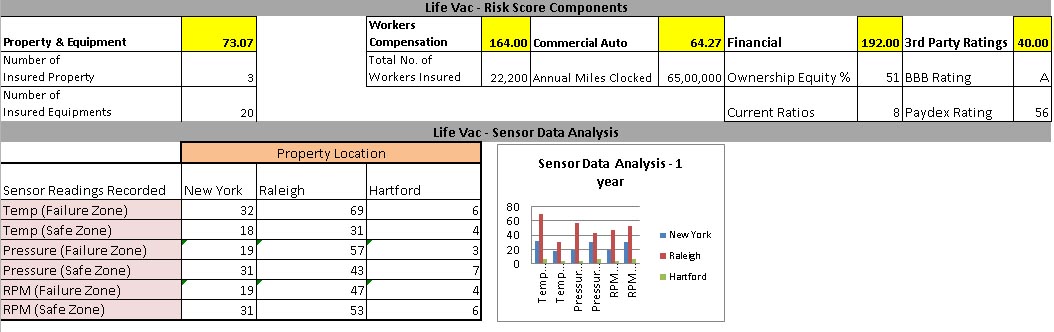 Life Vac - Risk Score Components
Property & Equipment 73.07 Workers Compensation 164.00 Commercial Auto 64.27 Financial 192.00 3rd Party Ratings 40.00
Number of Insured Property 3 Total No. of Workers Insured 22,200 Annual Miles Clocked 65,00,000 Ownership Equity % 51 BBB Rating A
Number of Insured Equipments 20 Current Ratios 8 Paydex Rating 56
Life Vac - Sensor Data Analysis
Property Location
Sensor Readings Recorded New York Raleigh Hartford
Temp (Failure Zone) 32 69 6
Temp (Safe Zone) 18 31 4
Pressure (Failure Zone) 19 57 3
Pressure (Safe Zone) 31 43 7
RPM (Failure Zone) 19 47 4
RPM (Safe Zone) 31 53 6
Sensor Data Analysis - 1
year
80
60
40
20
0
Temp...
Temp...
Pressur...
Pressur...
RPM...
RPM...
New York
Raleigh
Hartford